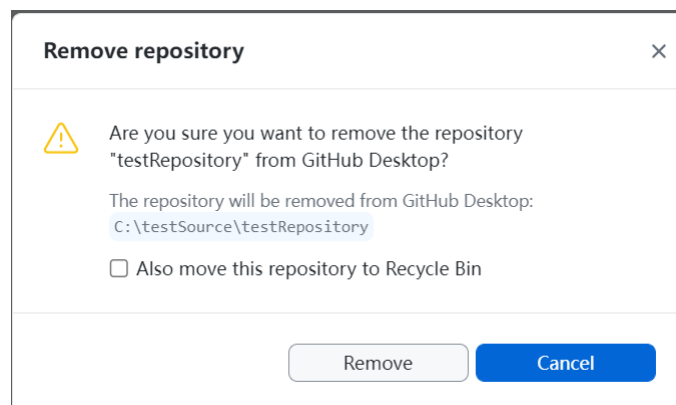 Remove repository
Are you sure you want to remove the repository
"testRepository" from GitHub Desktop?
The repository will be removed from GitHub Desktop:
C:\testSource\testRepository
Also move this repository to Recycle Bin
Remove
Cancel